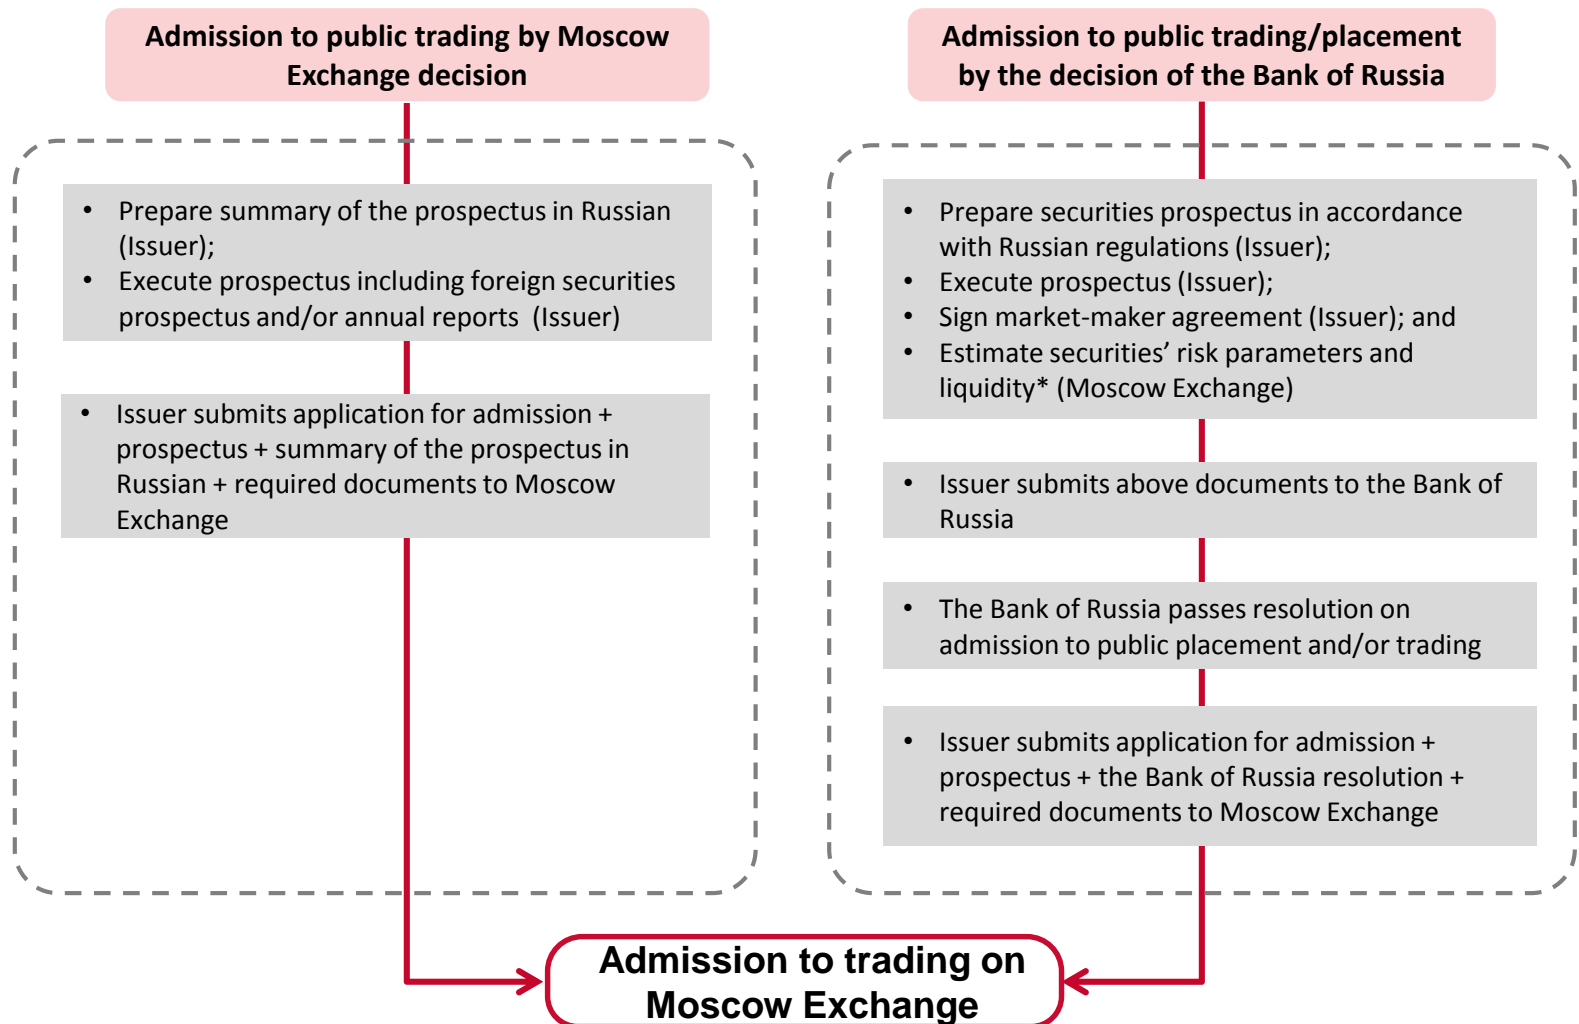 Admission to public trading by Moscow
Exchange decision
• Prepare summary of the prospectus in Russian
(Issuer);
• Execute prospectus including foreign securities
prospectus and/or annual reports (Issuer)
• Issuer submits application for admission +
prospectus + summary of the prospectus in
Russian + required documents to Moscow
Exchange
Admission to public trading/placement
by the decision of the Bank of Russia
• Prepare securities prospectus in accordance
with Russian regulations (Issuer);
• Execute prospectus (Issuer);
• Sign market-maker agreement (Issuer); and
• Estimate securities’ risk parameters and
liquidity* (Moscow Exchange)
• Issuer submits above documents to the Bank of
Russia
• The Bank of Russia passes resolution on
admission to public placement and/or trading
• Issuer submits application for admission +
prospectus + the Bank of Russia resolution +
required documents to Moscow Exchange
Admission to trading on
Moscow Exchange